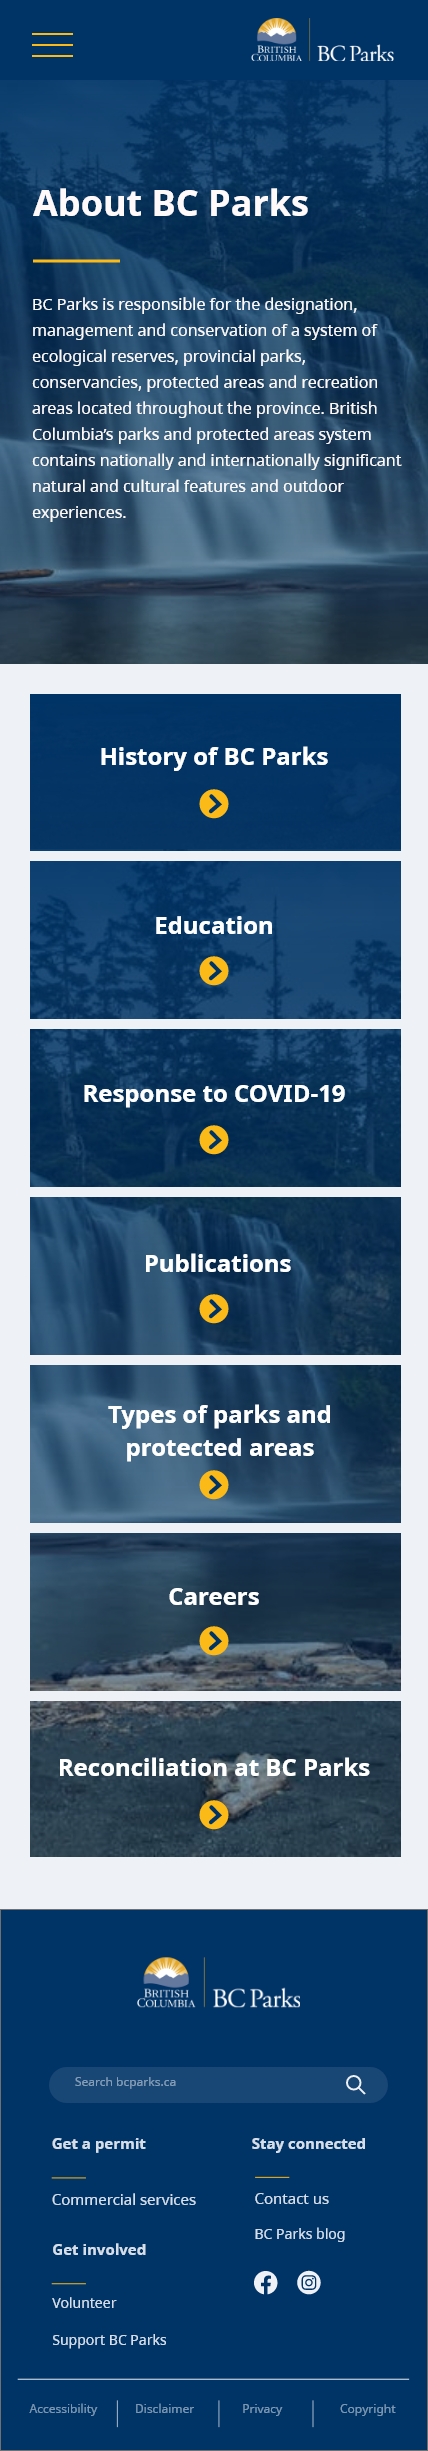 BRITISH
COLUMBIA
BC Parks
About BC Parks
BC Parks is responsible for the designation,
management and conservation of a system of
ecological reserves, provincial parks,
conservancies, protected areas and recreation
areas located throughout the province. British
Columbia’s parks and protected areas system
contains nationally and internationally significant
natural and cultural features and outdoor
experiences.
History of BC Parks
Education
Response to COVID-19
Publications
Types of parks and
protected areas
Careers
Reconciliation at BC Parks
BRITISH
COLUMBIA
BC Parks
Search bcparks.ca
Get a permit
Commercial services
Get involved
Volunteer
Support BC Parks
Stay connected
Contact us
BC Parks blog
Accessibility
Disclaimer
Privacy
Copyright